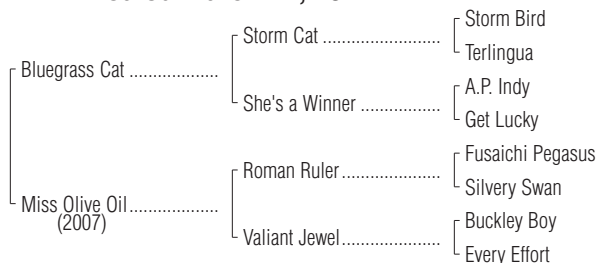 Storm Bird
Storm Cat ........................
Terlingua
Bluegrass Cat ..................
A.P. Indy
She's a Winner ................
Get Lucky
Fusaichi Pegasus
Roman Ruler.....................
Silvery Swan
Miss Olive Oil..................
(2007)
Buckley Boy
Valiant Jewel....................
Every Effort